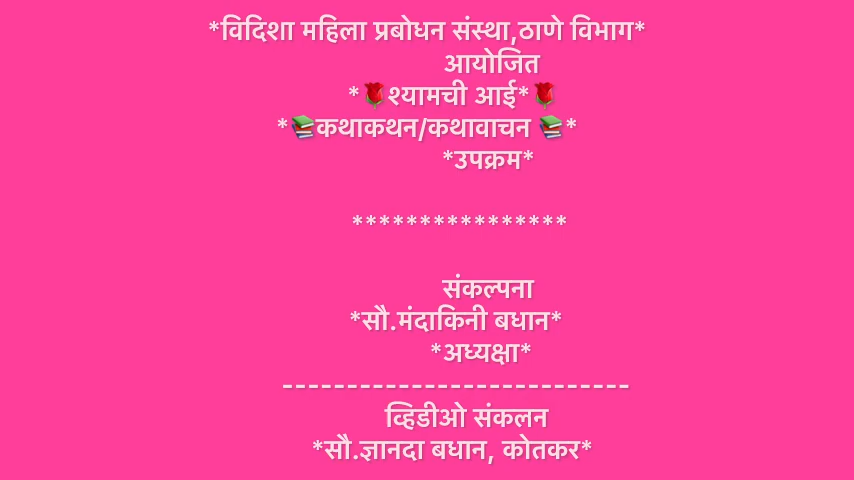 *विदिशा महिला प्रबोधन संस्था,ठाणे विभाग*
आयोजित
*🌹श्यामची आई*🌹
*📚कथाकथन/कथावाचन 📚*
*उपक्रम*
****************
संकल्पना
*सौ.मंदाकिनी बधान*
*अध्यक्षा*
---------------------------
व्हिडीओ संकलन
*सौ.ज्ञानदा बधान, कोतकर*